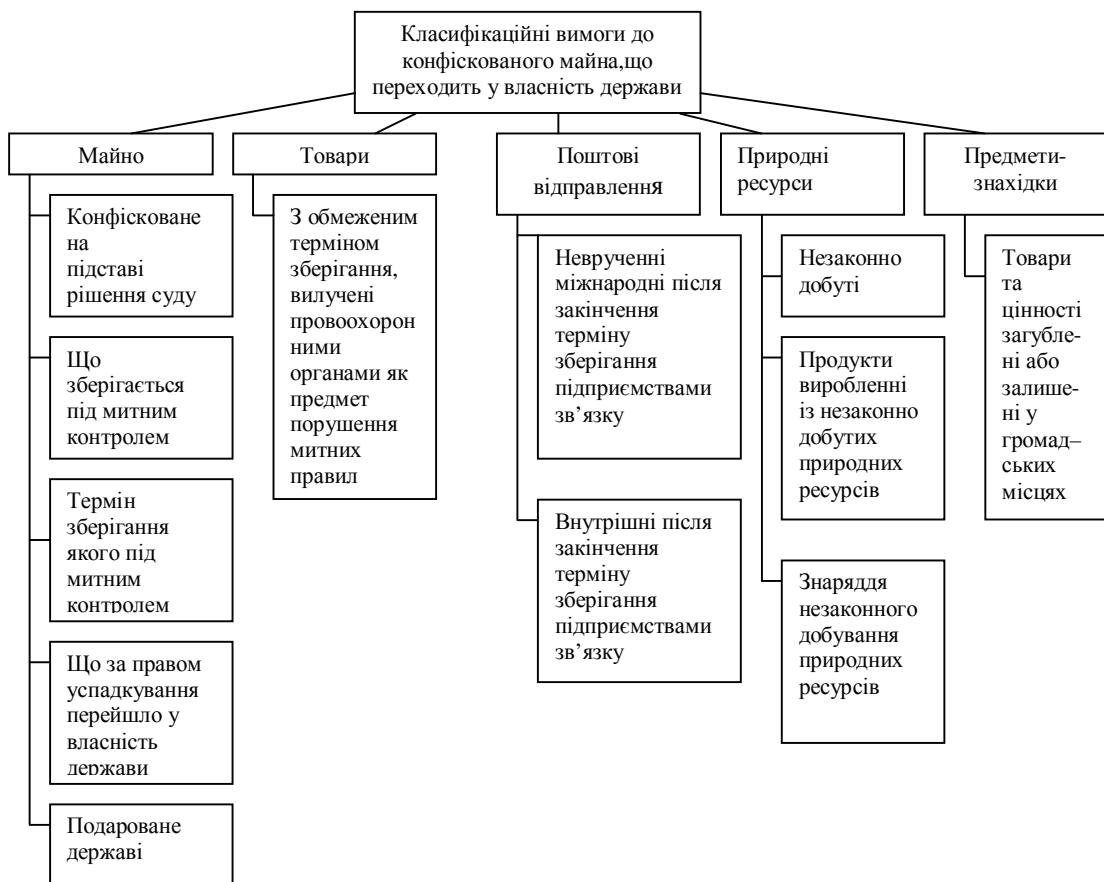 Класифікаційні вимоги до
конфіскованого майна,що
переходить у власність держави
Майно
Конфісковане
на
підставі
рішення суду
Що
зберігається
під митним
контролем
Термін
зберігання
якого під
митним
контролем
Що за правом
успадкування
перейшло у
власність
держави
Подароване
державі
Товари
З обмеженим
терміном
зберігання,
вилучені
провоохорон
ними
органами як
предмет
порушення
митних
правил
Поштові
відправлення
Неврученні
міжнародні після
закінчення
терміну
зберігання
підприємствами
зв’язку
Внутрішні після
закінчення
терміну
зберігання
підприємствами
зв’язку
Природні
ресурси
Незаконно
добуті
Продукти
виробленні
із незаконно
добутих
природних
ресурсів
Знаряддя
незаконного
добування
природних
ресурсів
Предмети-
знахідки
Товари
та
цінності
загубле-
ні або
залише-
ні у
громад–
ських
місцях